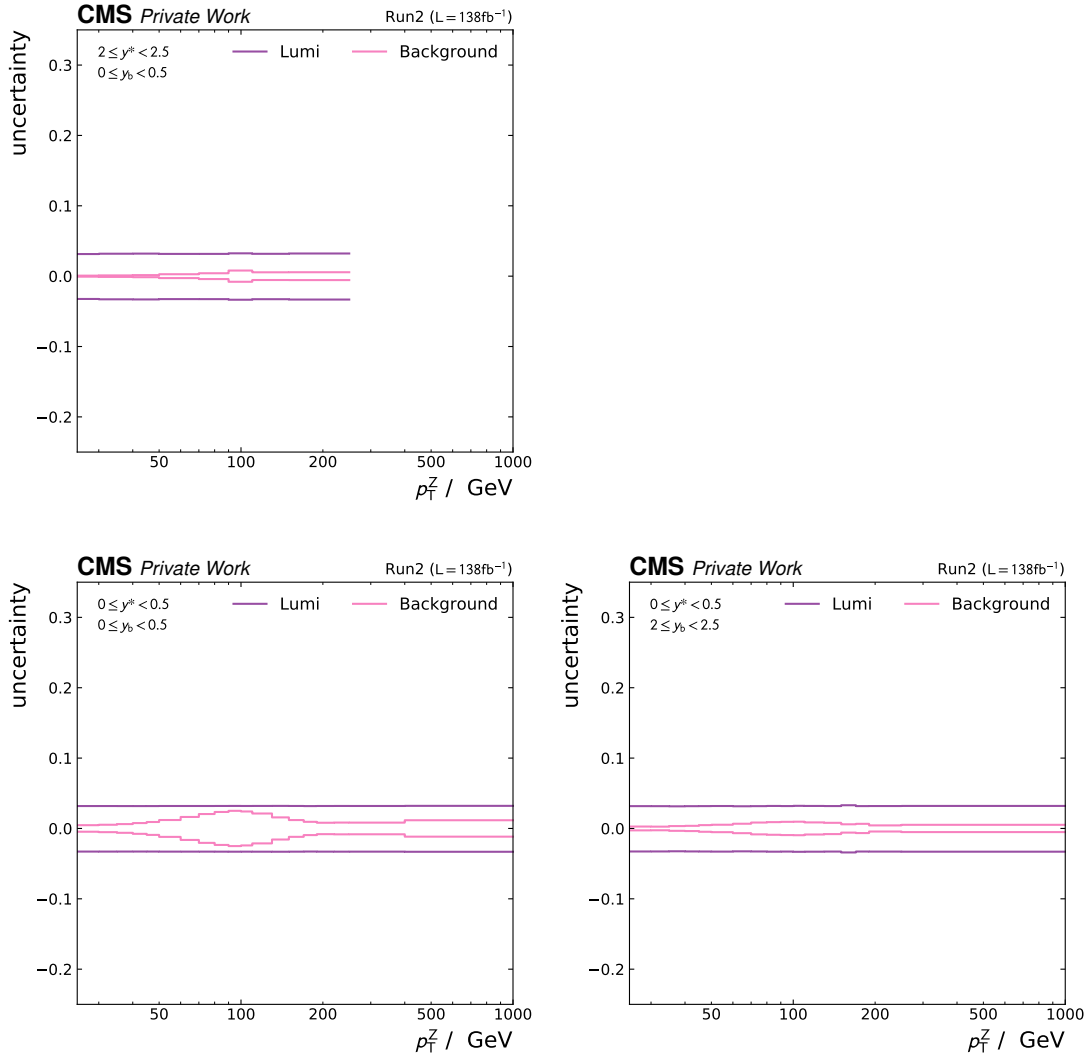 CMS Private Work Run2 (L = 138fb⁻¹)
2 ≤ y* < 2.5
0 ≤ y_b < 0.5
Lumi Background
uncertainty
0.3
0.2
0.1
0.0
−0.1
−0.2
50 100 200 500 1000
p_T^Z / GeV
CMS Private Work Run2 (L = 138fb⁻¹)
0 ≤ y* < 0.5
0 ≤ y_b < 0.5
Lumi Background
uncertainty
0.3
0.2
0.1
0.0
−0.1
−0.2
50 100 200 500 1000
p_T^Z / GeV
CMS Private Work Run2 (L = 138fb⁻¹)
0 ≤ y* < 0.5
2 ≤ y_b < 2.5
Lumi Background
uncertainty
0.3
0.2
0.1
0.0
−0.1
−0.2
50 100 200 500 1000
p_T^Z / GeV